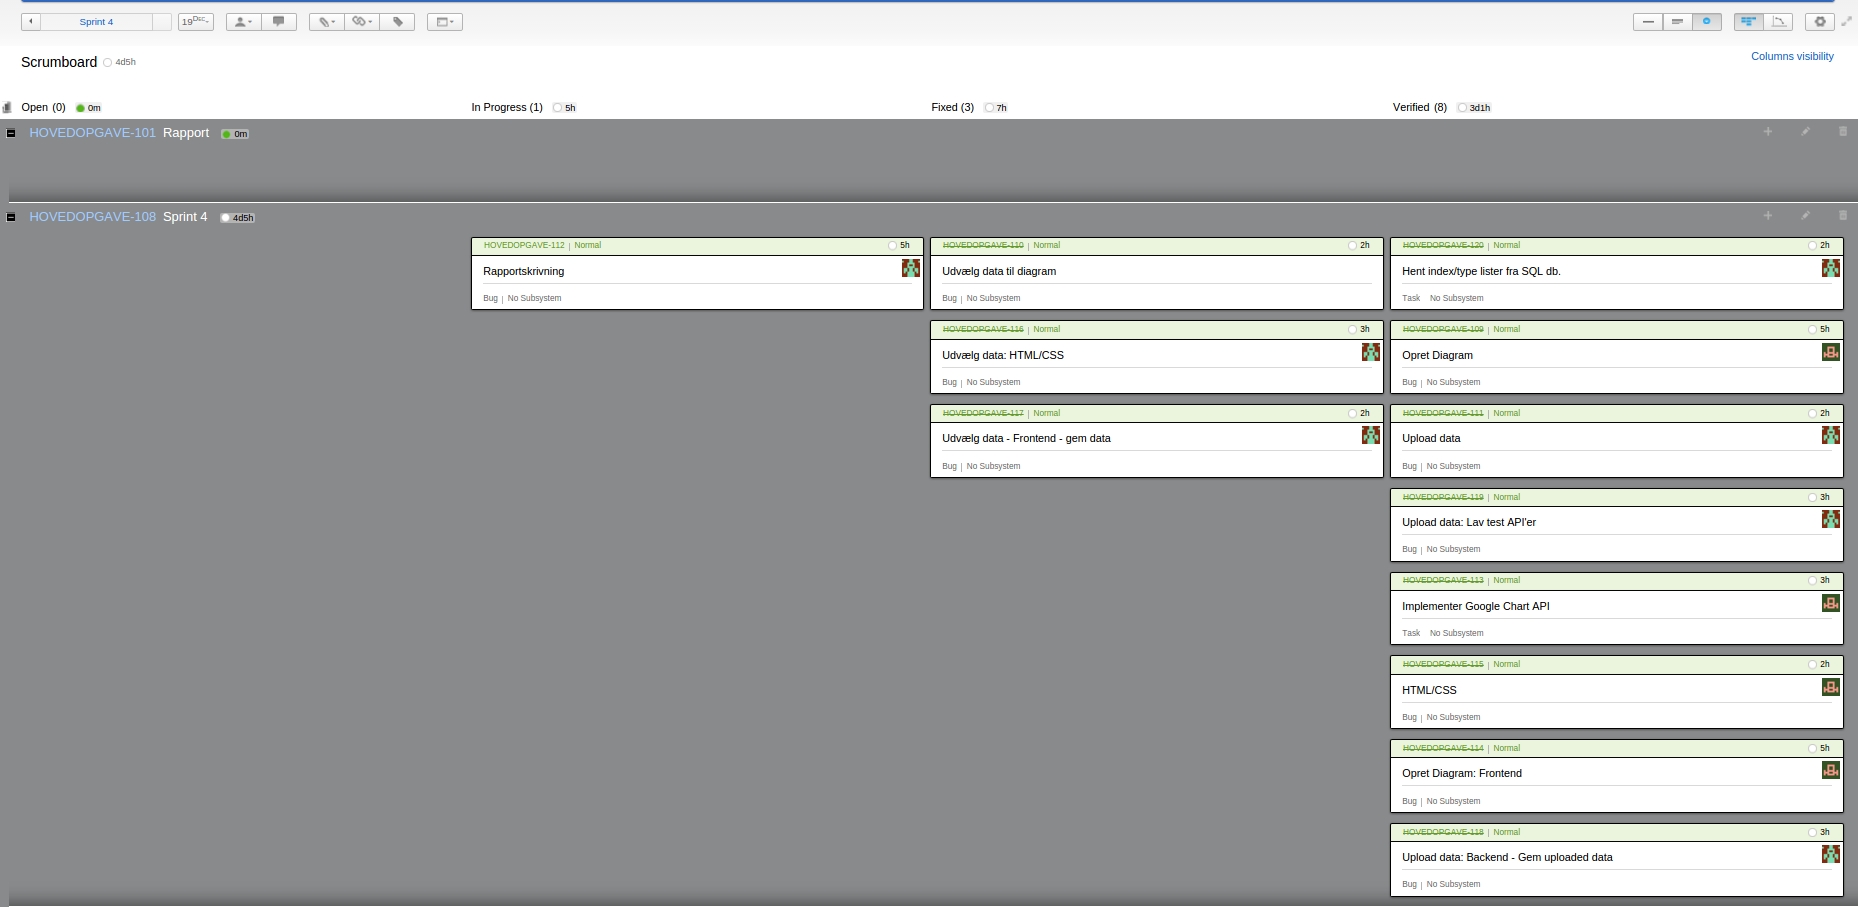 Sprint 4
19 Dec
Scrumboard 4d5h
Columns visibility
Open (0) 0m
In Progress (1) 5h
Fixed (3) 7h
Verified (8) 3d1h
HOVEDOPGAVE-101 Rapport 0m
HOVEDOPGAVE-108 Sprint 4 4d5h
HOVEDOPGAVE-112 | Normal 5h
Rapportskrivning
Bug | No Subsystem
HOVEDOPGAVE-110 | Normal 2h
Udvælg data til diagram
Bug | No Subsystem
HOVEDOPGAVE-116 | Normal 3h
Udvælg data: HTML/CSS
Bug | No Subsystem
HOVEDOPGAVE-117 | Normal 2h
Udvælg data - Frontend - gem data
Bug | No Subsystem
HOVEDOPGAVE-120 | Normal 2h
Hent index/type lister fra SQL db.
Task No Subsystem
HOVEDOPGAVE-109 | Normal 5h
Opret Diagram
Bug | No Subsystem
HOVEDOPGAVE-111 | Normal 2h
Upload data
Bug | No Subsystem
HOVEDOPGAVE-119 | Normal 3h
Upload data: Lav test API'er
Bug | No Subsystem
HOVEDOPGAVE-113 | Normal 3h
Implementer Google Chart API
Task No Subsystem
HOVEDOPGAVE-115 | Normal 2h
HTML/CSS
Bug | No Subsystem
HOVEDOPGAVE-114 | Normal 5h
Opret Diagram: Frontend
Bug | No Subsystem
HOVEDOPGAVE-118 | Normal 3h
Upload data: Backend - Gem uploaded data
Bug | No Subsystem